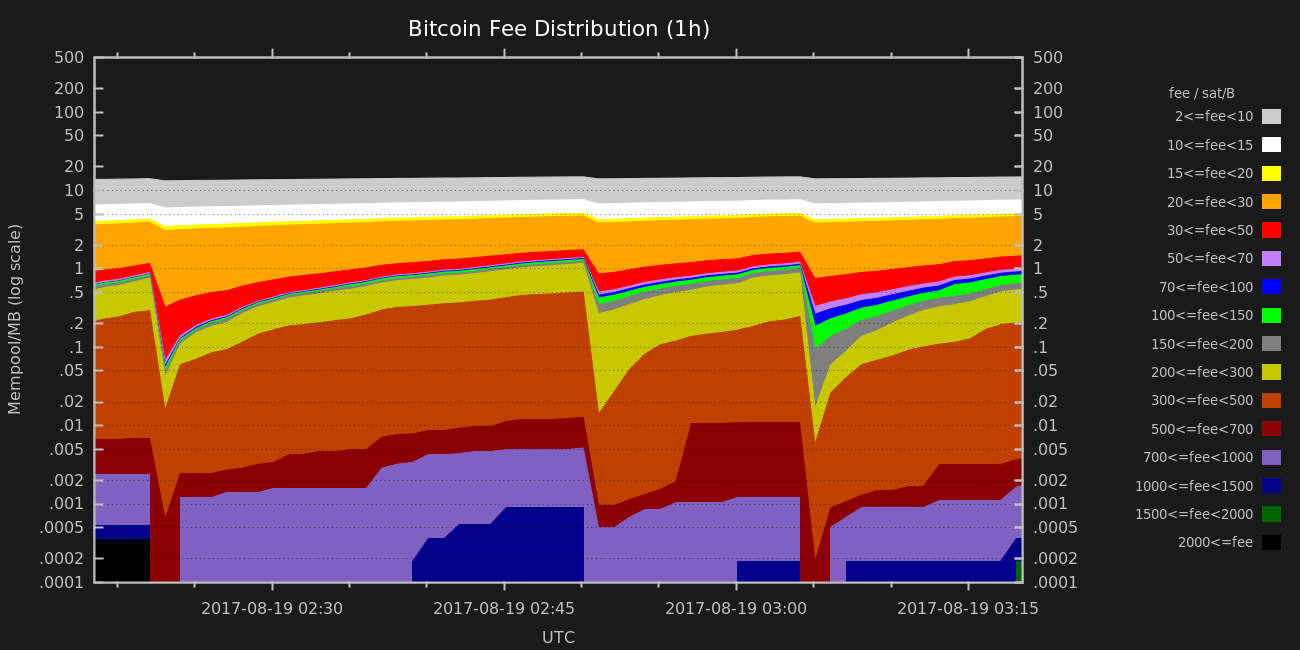 Bitcoin Fee Distribution (1h)
Mempool/MB (log scale)
500
200
100
50
20
10
5
2
1
.5
.2
.1
.05
.02
.01
.005
.002
.001
.0005
.0002
.0001
500
200
100
50
20
10
5
2
1
.5
.2
.1
.05
.02
.01
.005
.002
.001
.0005
.0002
.0001
2017-08-19 02:30 2017-08-19 02:45 2017-08-19 03:00 2017-08-19 03:15
UTC
fee / sat/B
2<=fee<10
10<=fee<15
15<=fee<20
20<=fee<30
30<=fee<50
50<=fee<70
70<=fee<100
100<=fee<150
150<=fee<200
200<=fee<300
300<=fee<500
500<=fee<700
700<=fee<1000
1000<=fee<1500
1500<=fee<2000
2000<=fee